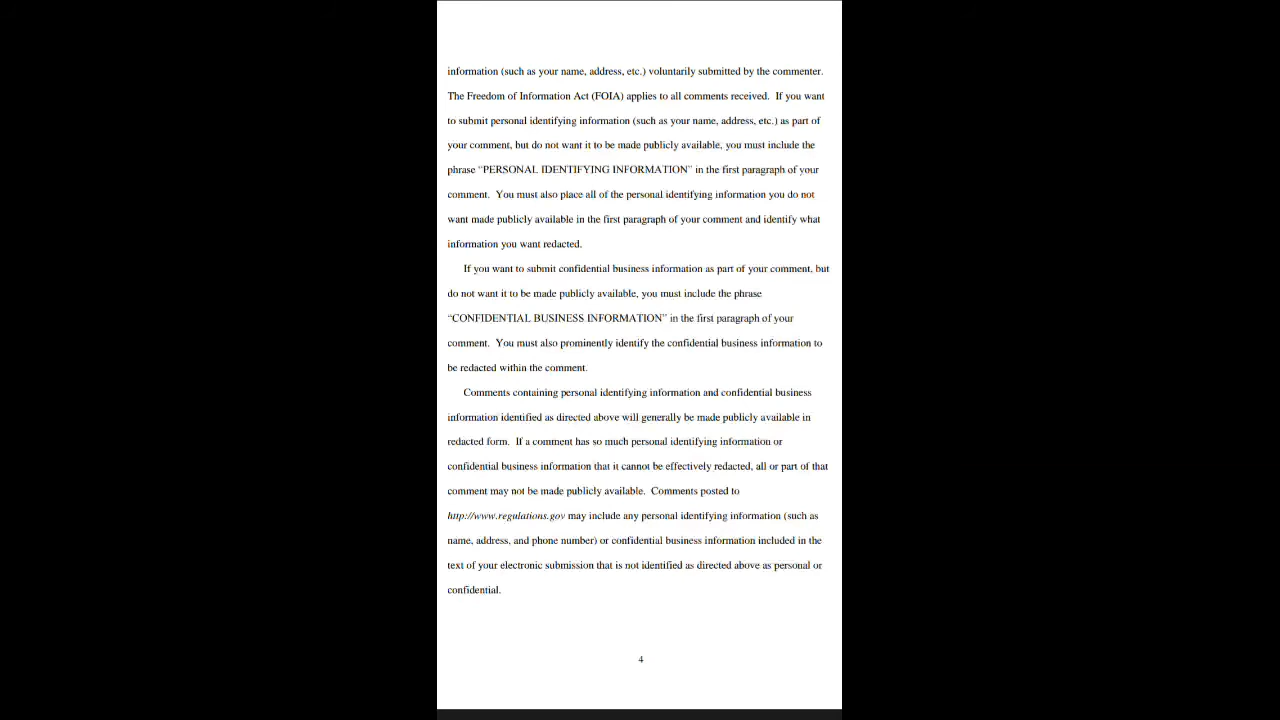 information (such as your name, address, etc.) voluntarily submitted by the commenter.
The Freedom of Information Act (FOIA) applies to all comments received.  If you want
to submit personal identifying information (such as your name, address, etc.) as part of
your comment, but do not want it to be made publicly available, you must include the
phrase “PERSONAL IDENTIFYING INFORMATION” in the first paragraph of your
comment.  You must also place all of the personal identifying information you do not
want made publicly available in the first paragraph of your comment and identify what
information you want redacted.
If you want to submit confidential business information as part of your comment, but
do not want it to be made publicly available, you must include the phrase
“CONFIDENTIAL BUSINESS INFORMATION” in the first paragraph of your
comment.  You must also prominently identify the confidential business information to
be redacted within the comment.
Comments containing personal identifying information and confidential business
information identified as directed above will generally be made publicly available in
redacted form.  If a comment has so much personal identifying information or
confidential business information that it cannot be effectively redacted, all or part of that
comment may not be made publicly available.  Comments posted to
http://www.regulations.gov may include any personal identifying information (such as
name, address, and phone number) or confidential business information included in the
text of your electronic submission that is not identified as directed above as personal or
confidential.
4